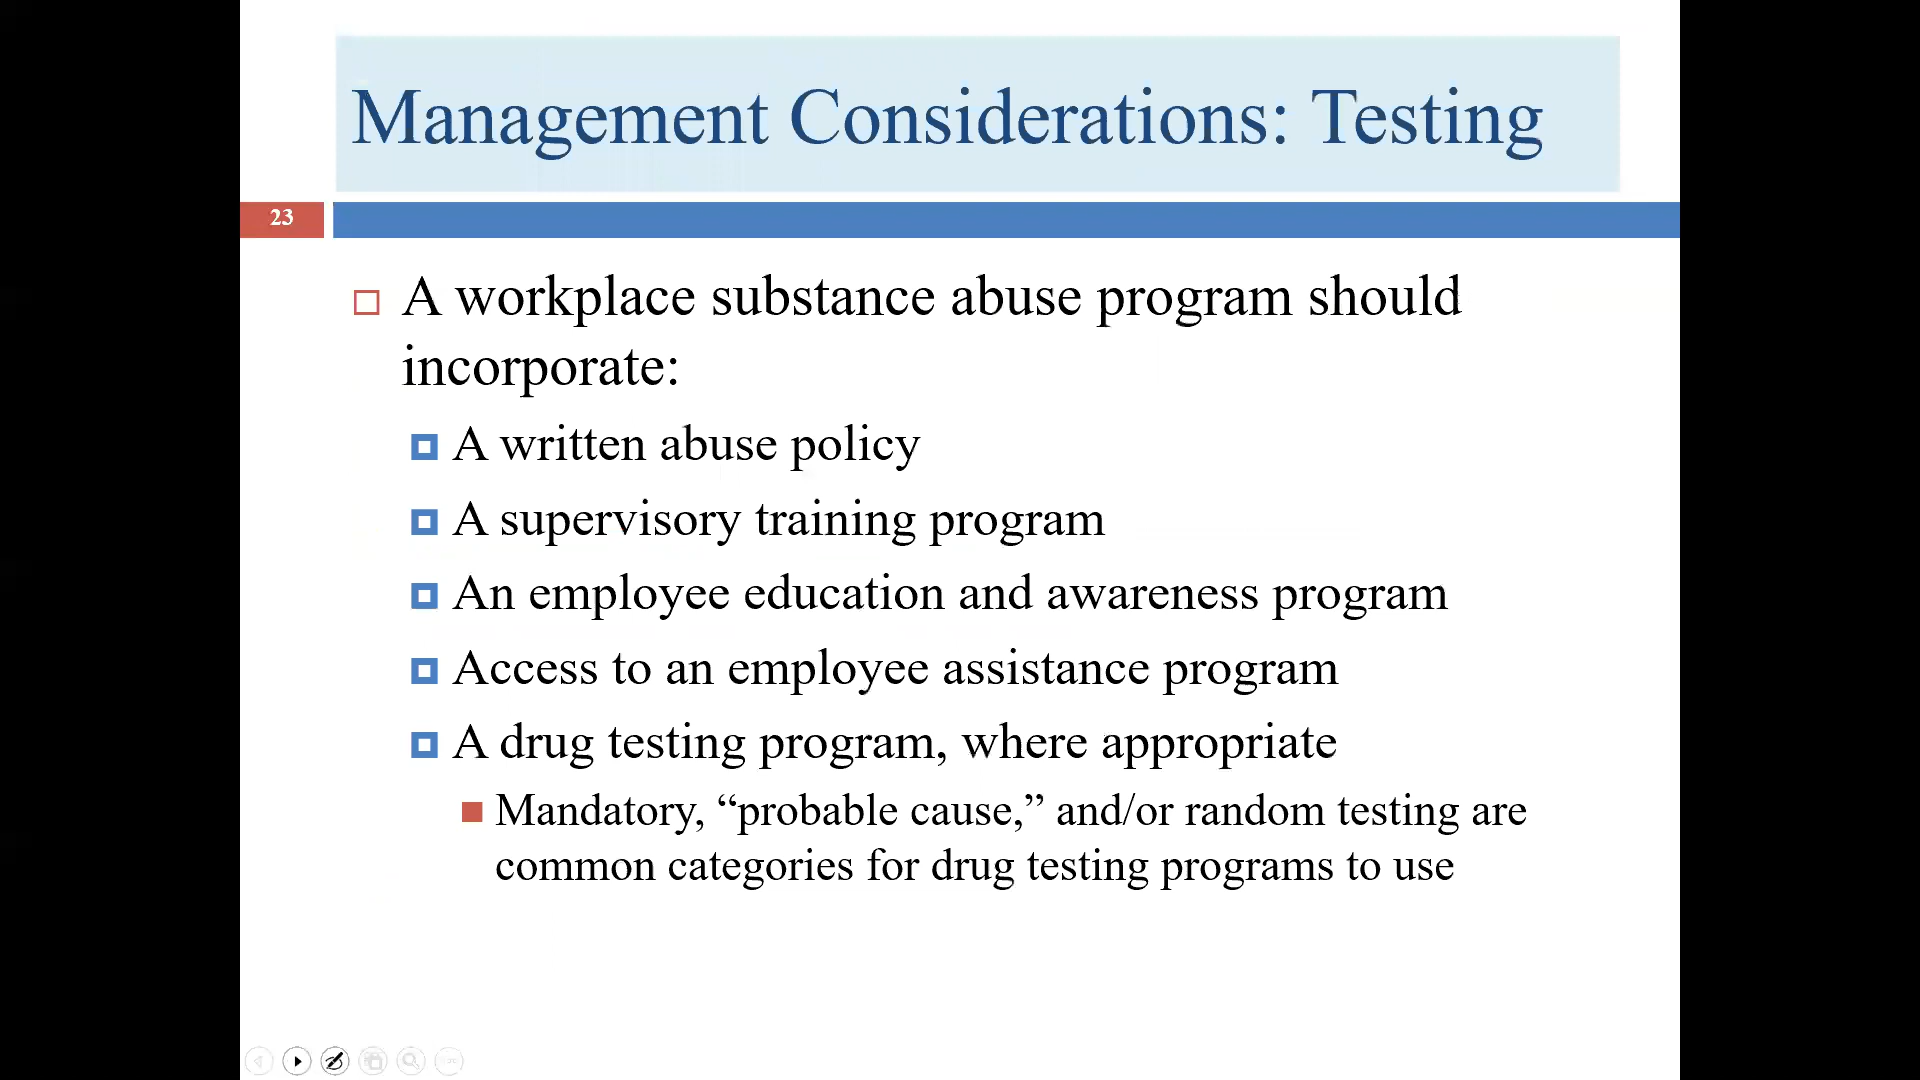 Management Considerations: Testing
23
A workplace substance abuse program should
incorporate:
A written abuse policy
A supervisory training program
An employee education and awareness program
Access to an employee assistance program
A drug testing program, where appropriate
Mandatory, “probable cause,” and/or random testing are
common categories for drug testing programs to use